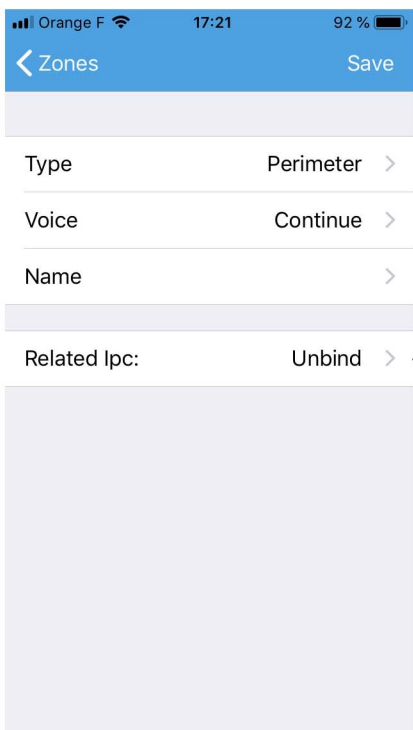 Orange F 17:21 92 %
Zones Save
Type Perimeter
Voice Continue
Name
Related Ipc: Unbind